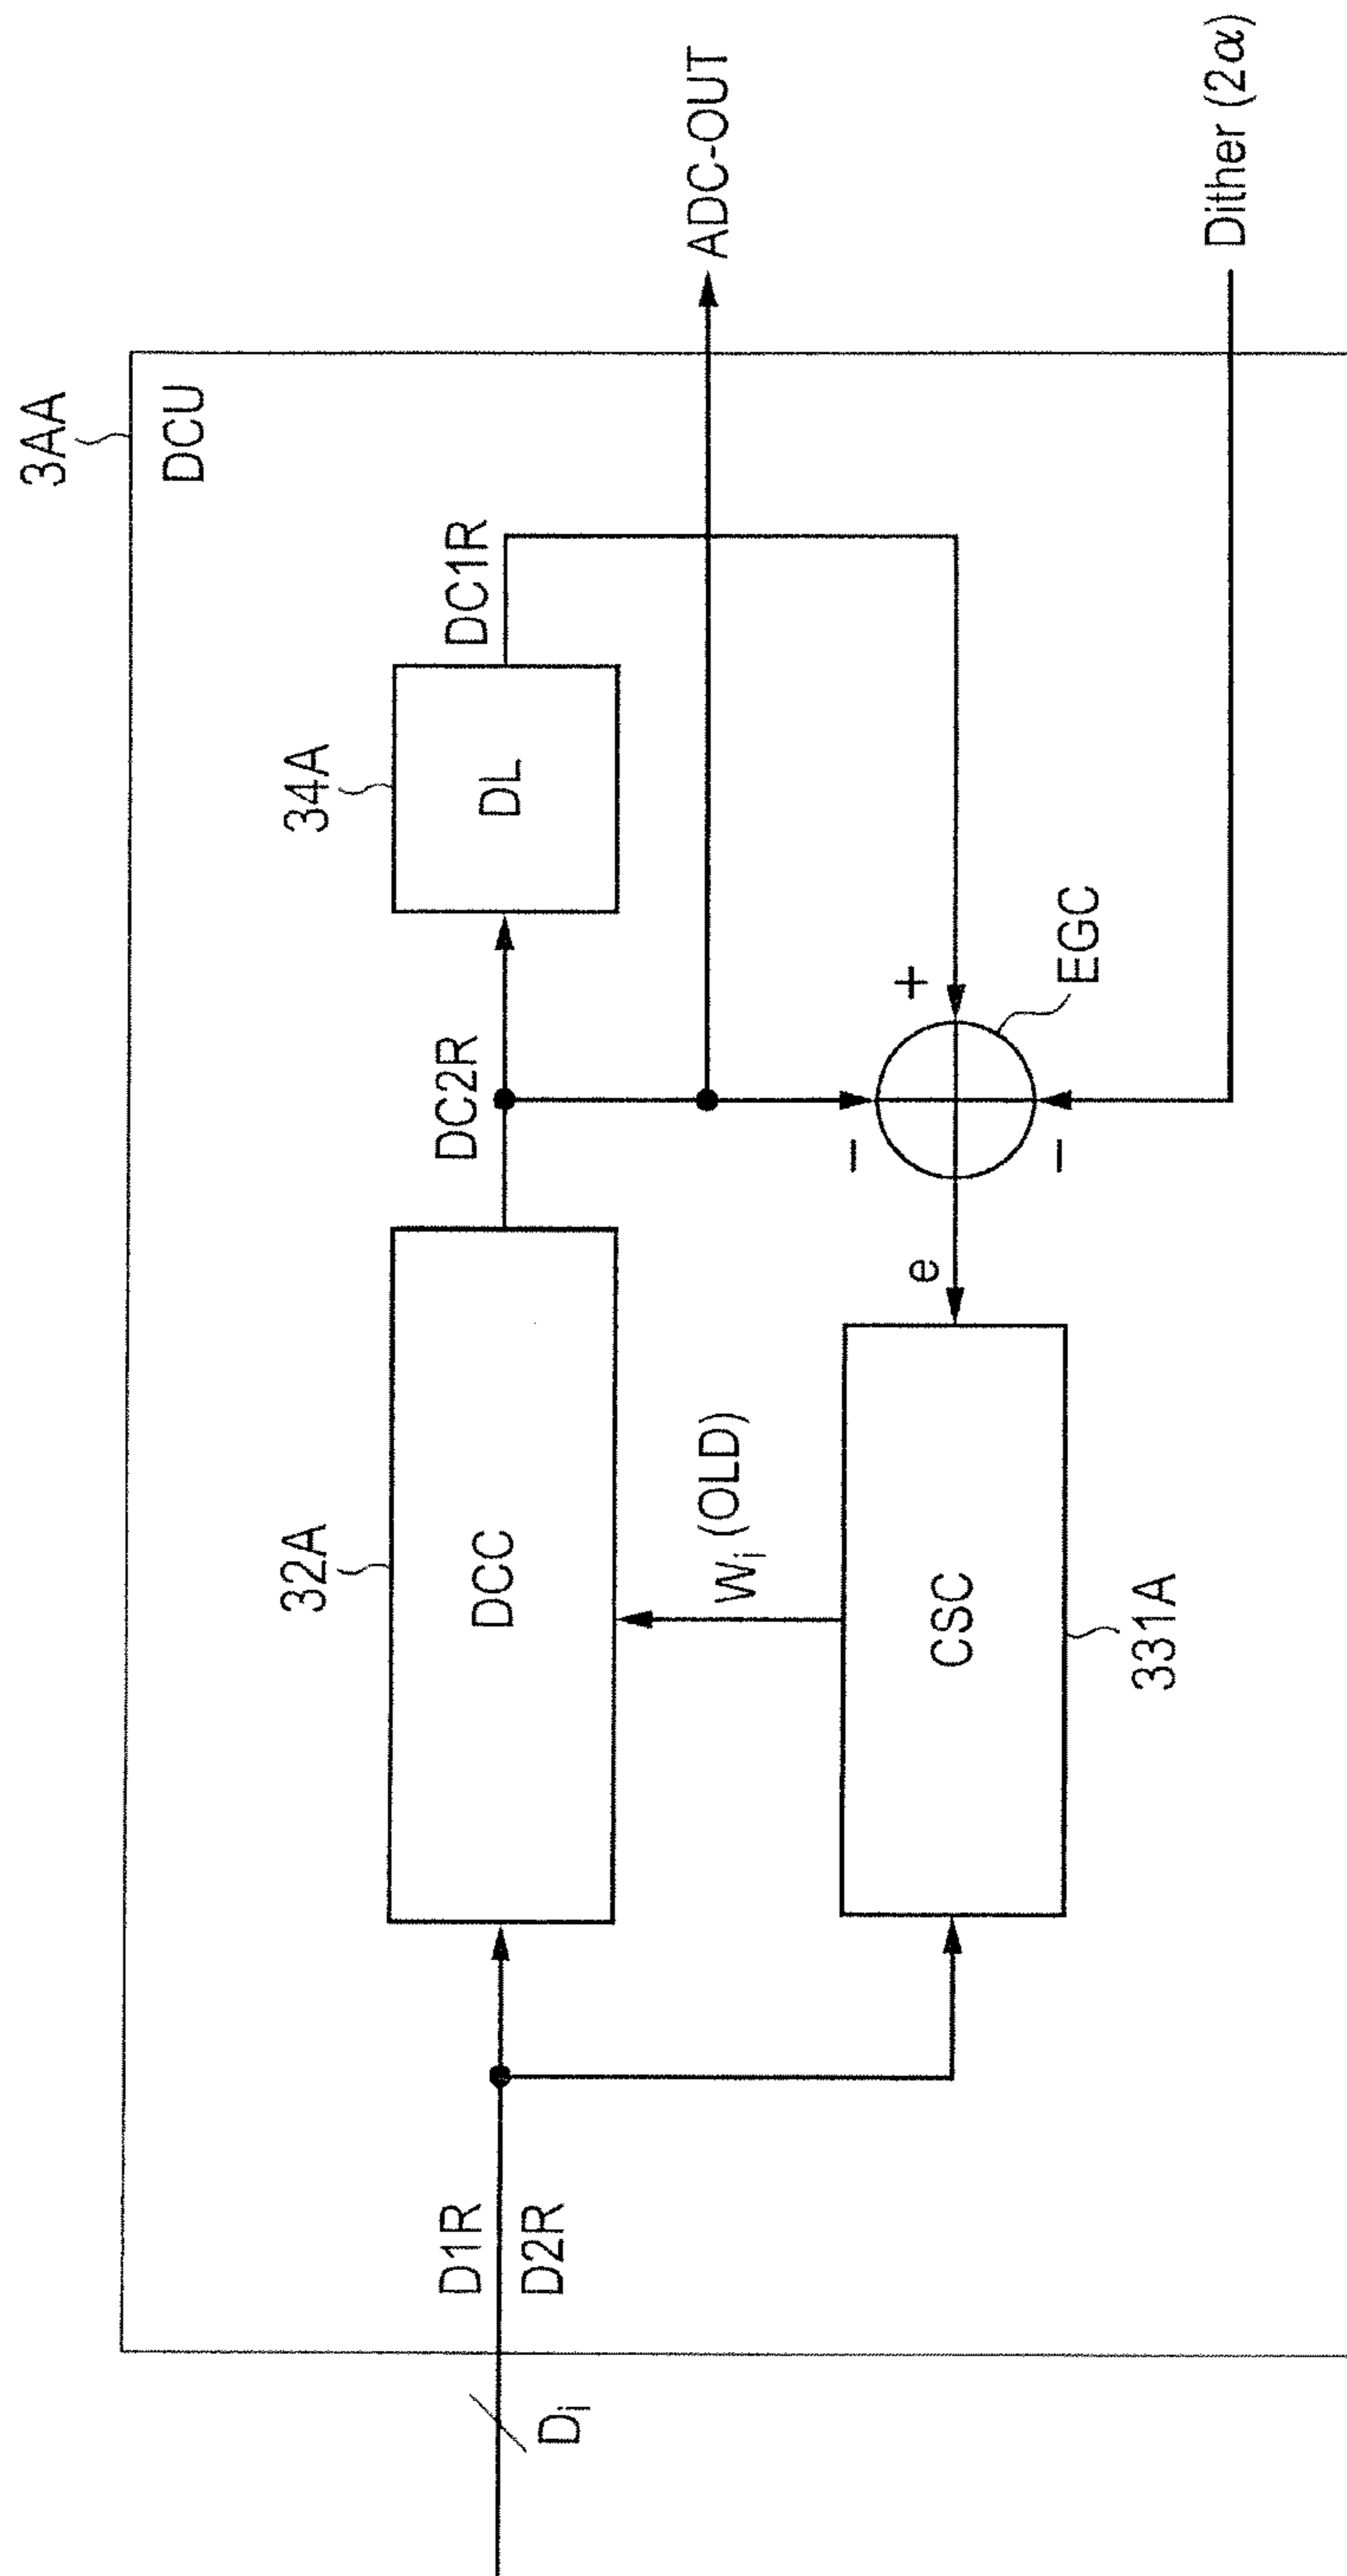 3AA
DCU
34A
DL
DC1R
ADC-OUT
DC2R
32A
DCC
EGC
+
−
−
Dither (2α)
e
Wi (OLD)
CSC
331A
D1R
D2R
Di